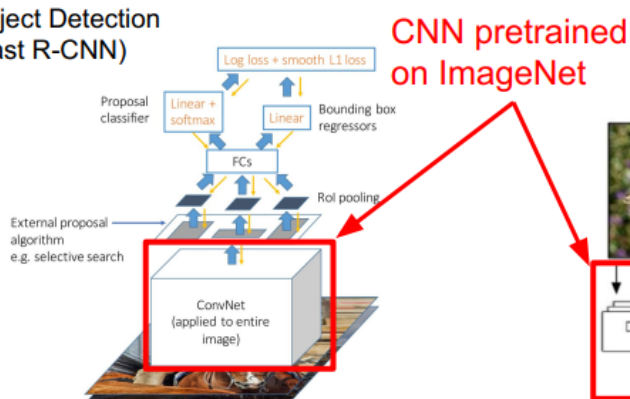 ject Detection
ast R-CNN)
CNN pretrained
on ImageNet
Log loss + smooth L1 loss
Proposal
classifier
Linear +
softmax
Linear
Bounding box
regressors
FCs
RoI pooling
External proposal
algorithm
e.g. selective search
ConvNet
(applied to entire
image)